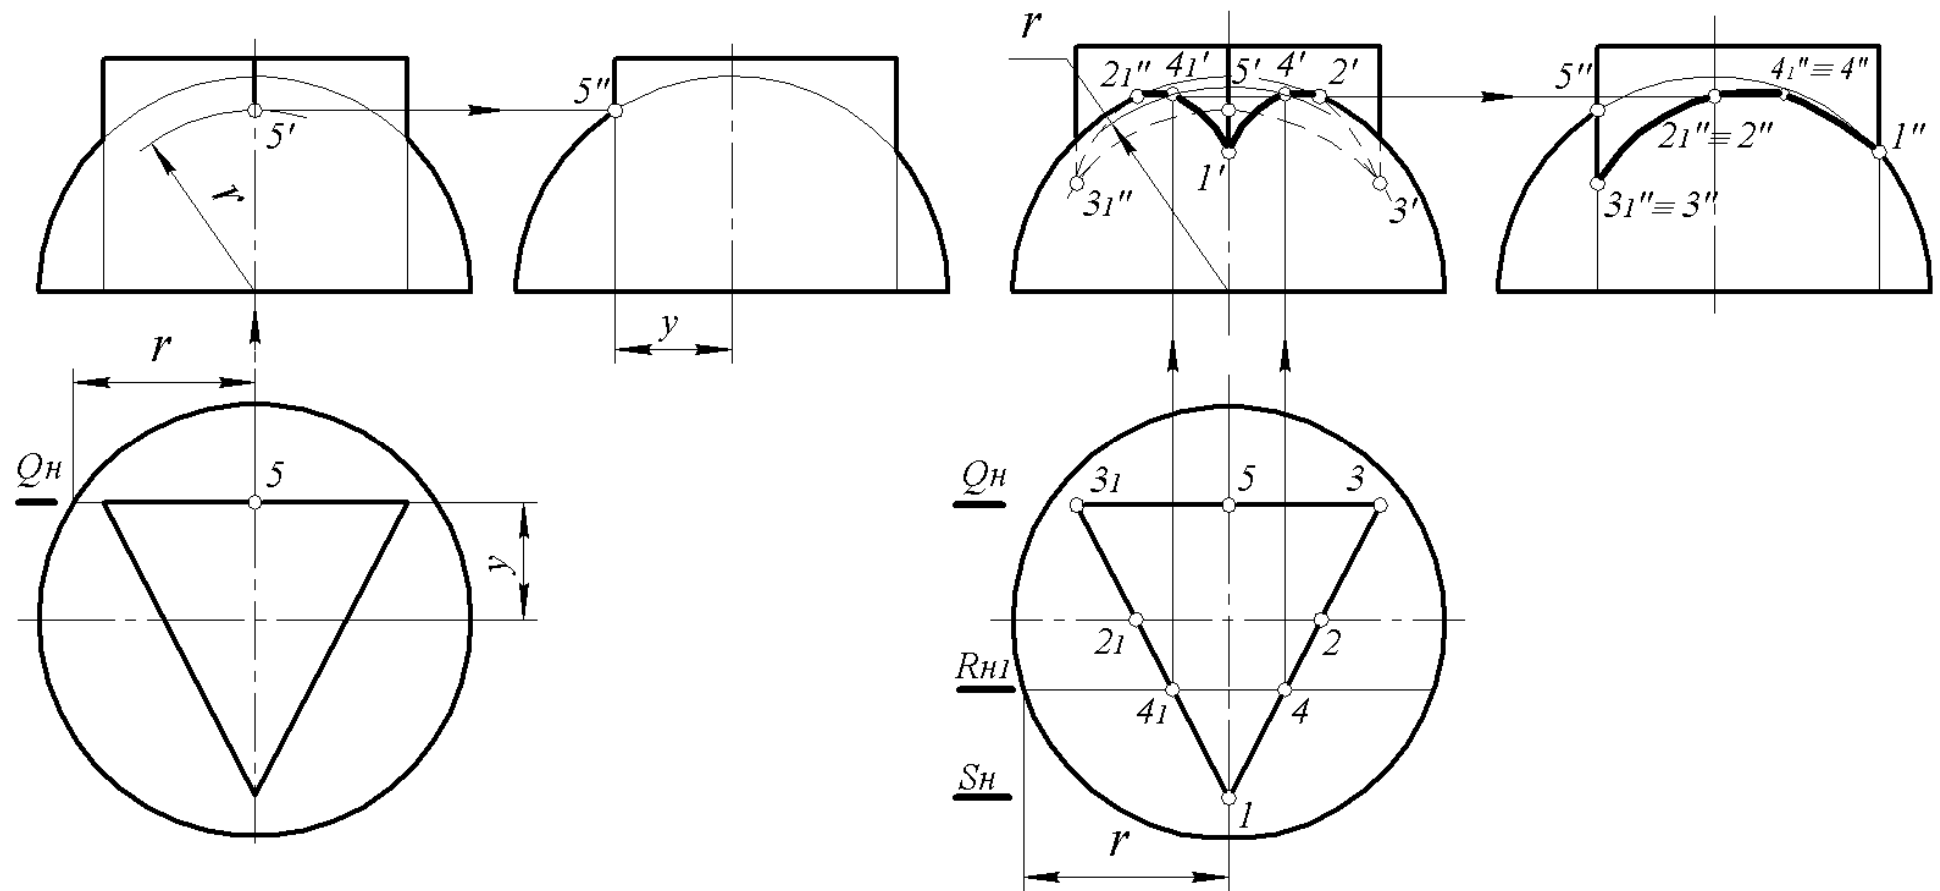 5'
r
5"
y
r
Qн
5
y
r
2₁" 4₁' 5' 4' 2'
1'
3₁" 3'
5" 4₁"≡ 4"
2₁"≡ 2" 1"
3₁"≡ 3"
Qн 3₁ 5 3
2₁ 2
Rн1
4₁ 4
Sн
1
r